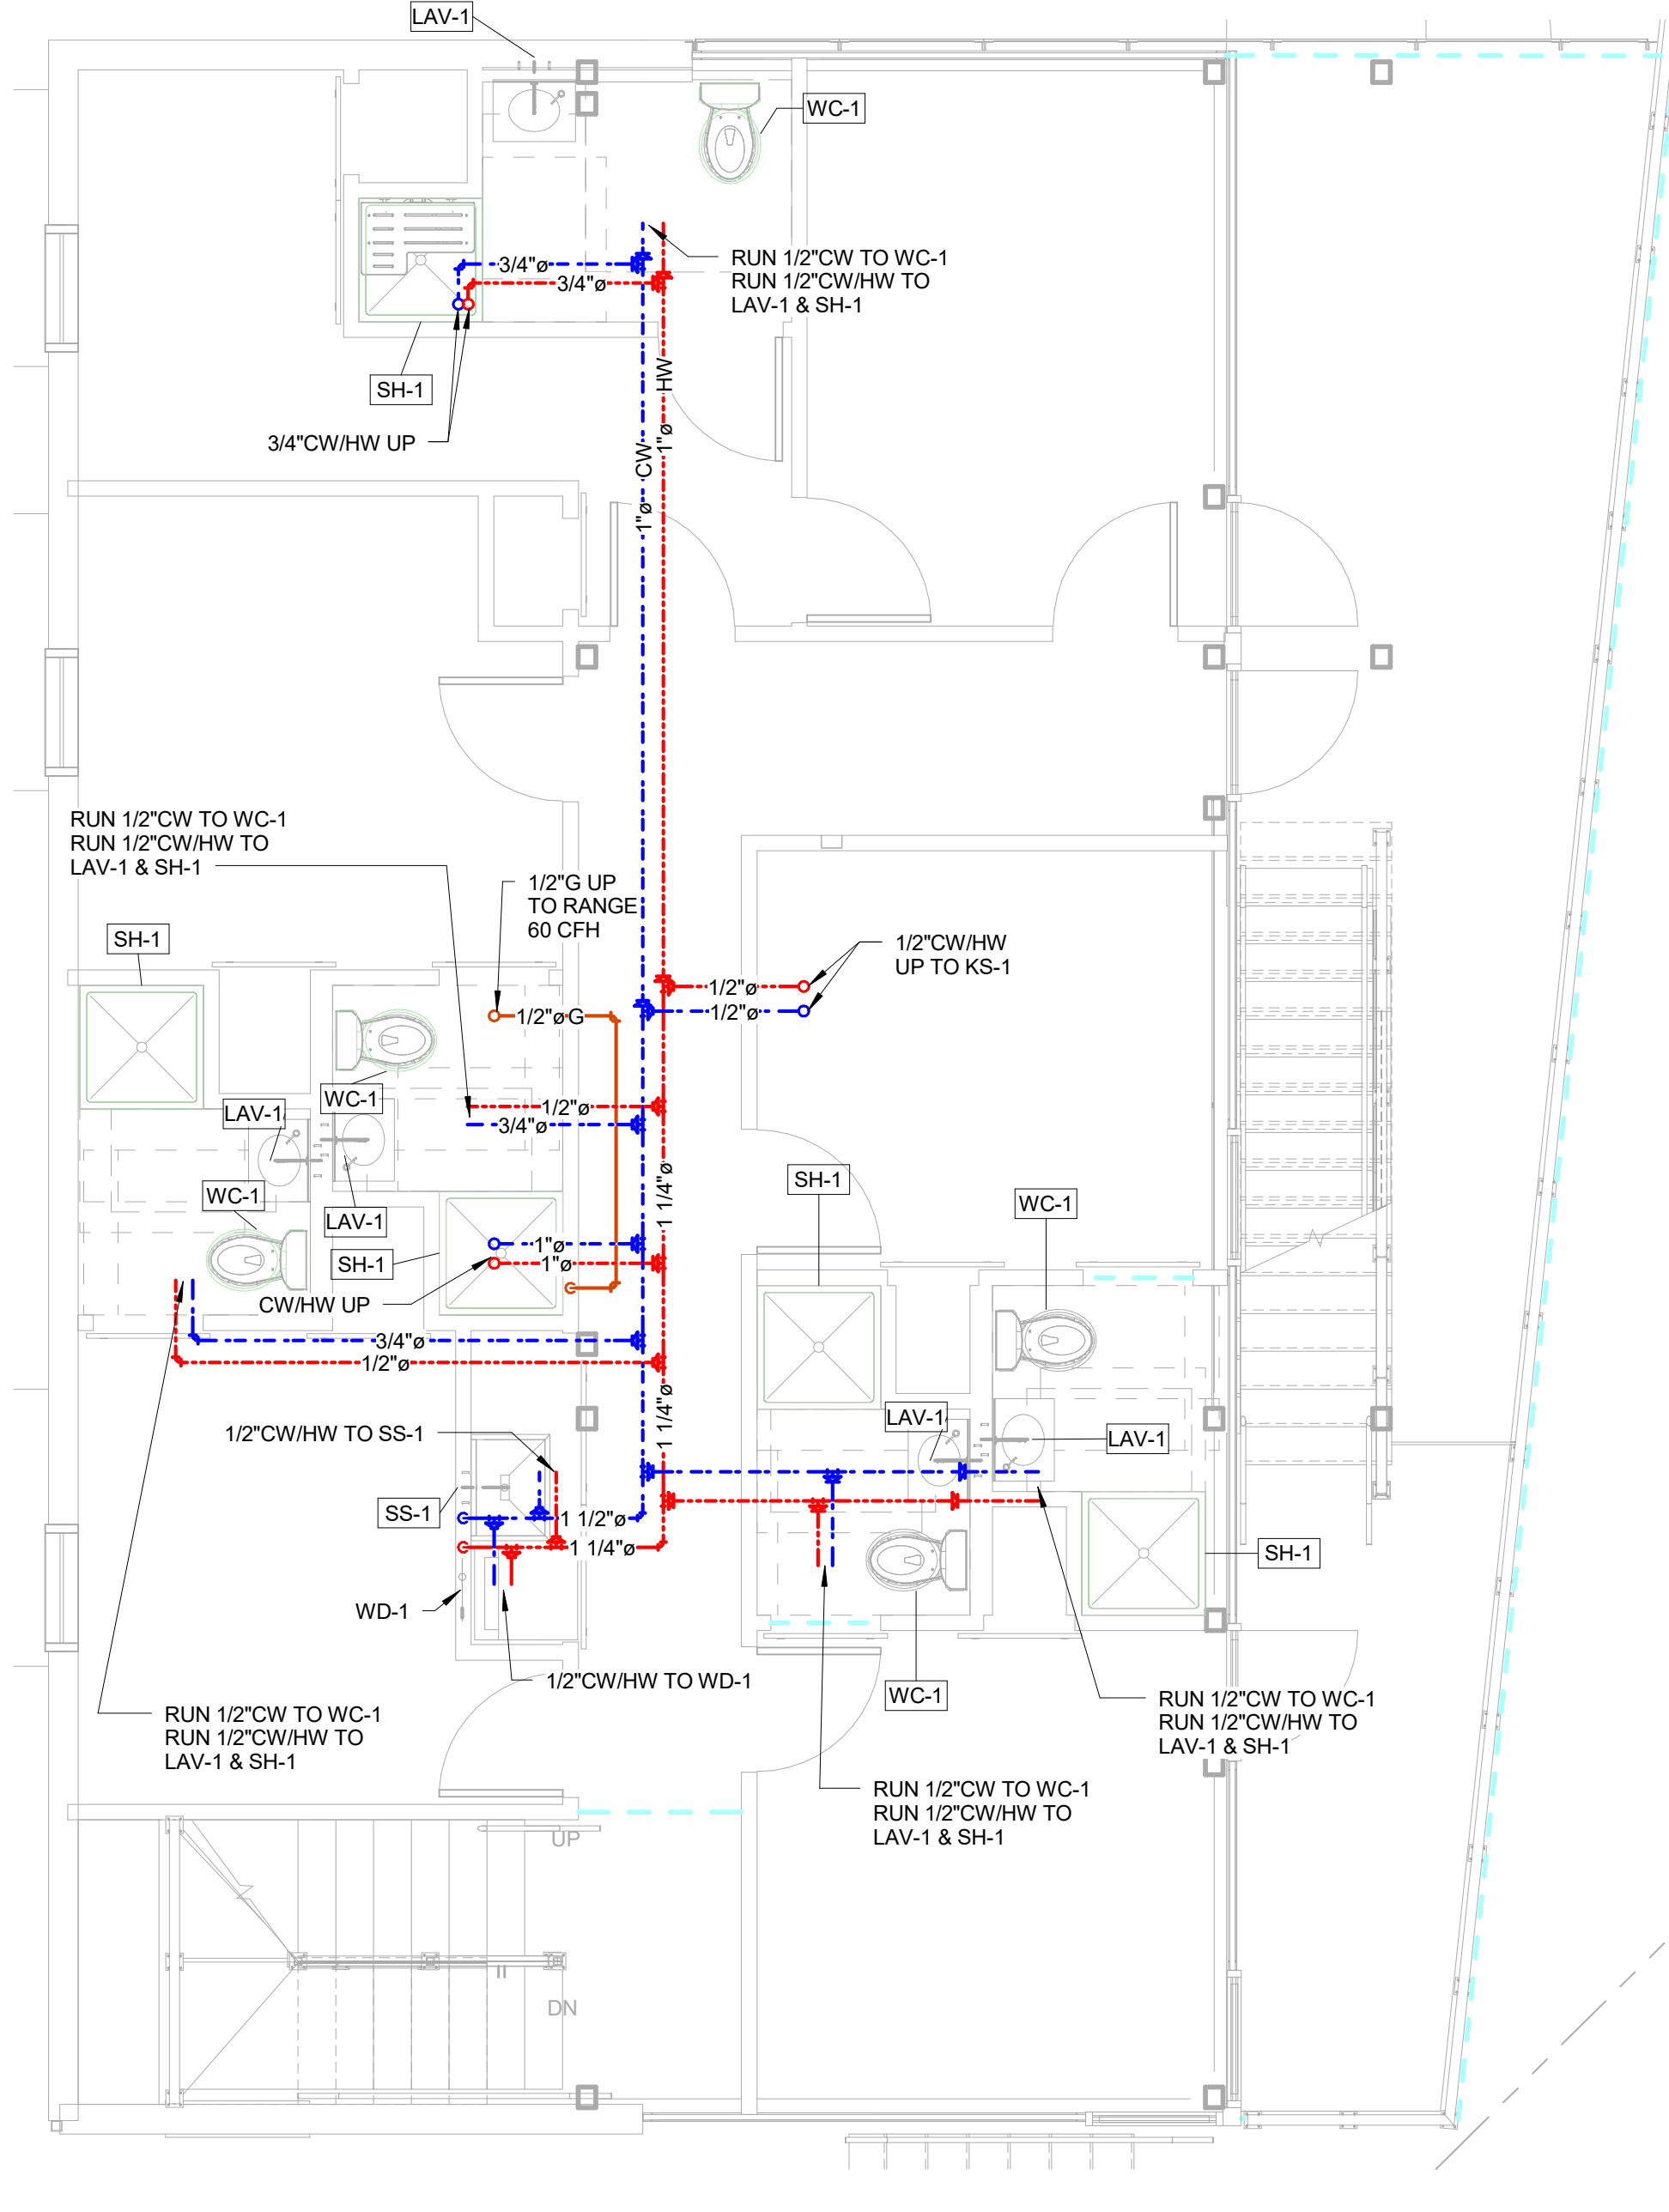 LAV-1
WC-1
3/4"ø
3/4"ø
RUN 1/2"CW TO WC-1
RUN 1/2"CW/HW TO
LAV-1 & SH-1
SH-1
3/4"CW/HW UP
HW
1"ø
CW
1"ø
RUN 1/2"CW TO WC-1
RUN 1/2"CW/HW TO
LAV-1 & SH-1
1/2"G UP
TO RANGE
60 CFH
SH-1
1/2"CW/HW
UP TO KS-1
1/2"ø
1/2"ø
1/2"ø G
WC-1
LAV-1
1/2"ø
3/4"ø
WC-1
LAV-1
1 1/4"ø
SH-1
WC-1
SH-1
1"ø
1"ø
CW/HW UP
3/4"ø
1/2"ø
1 1/4"ø
LAV-1
LAV-1
1/2"CW/HW TO SS-1
SS-1
1 1/2"ø
1 1/4"ø
SH-1
WD-1
1/2"CW/HW TO WD-1
WC-1
RUN 1/2"CW TO WC-1
RUN 1/2"CW/HW TO
LAV-1 & SH-1
RUN 1/2"CW TO WC-1
RUN 1/2"CW/HW TO
LAV-1 & SH-1
RUN 1/2"CW TO WC-1
RUN 1/2"CW/HW TO
LAV-1 & SH-1
UP
DN